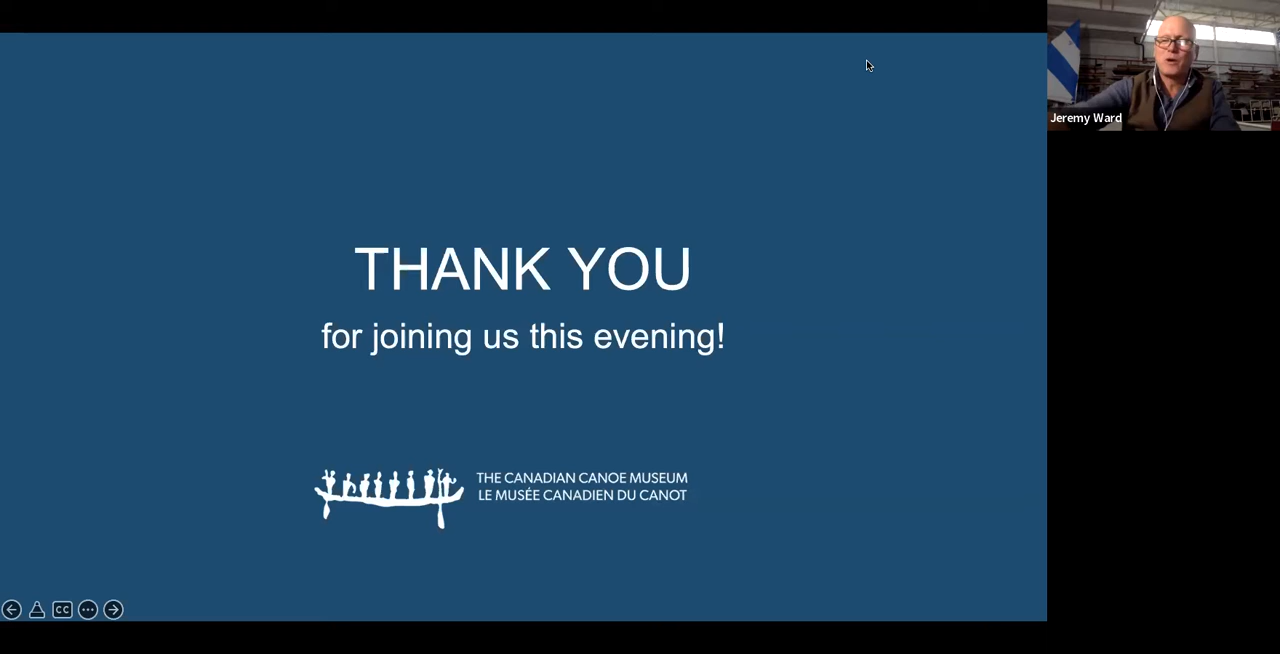 Jeremy Ward
THANK YOU
for joining us this evening!
THE CANADIAN CANOE MUSEUM
LE MUSÉE CANADIEN DU CANOT
CC